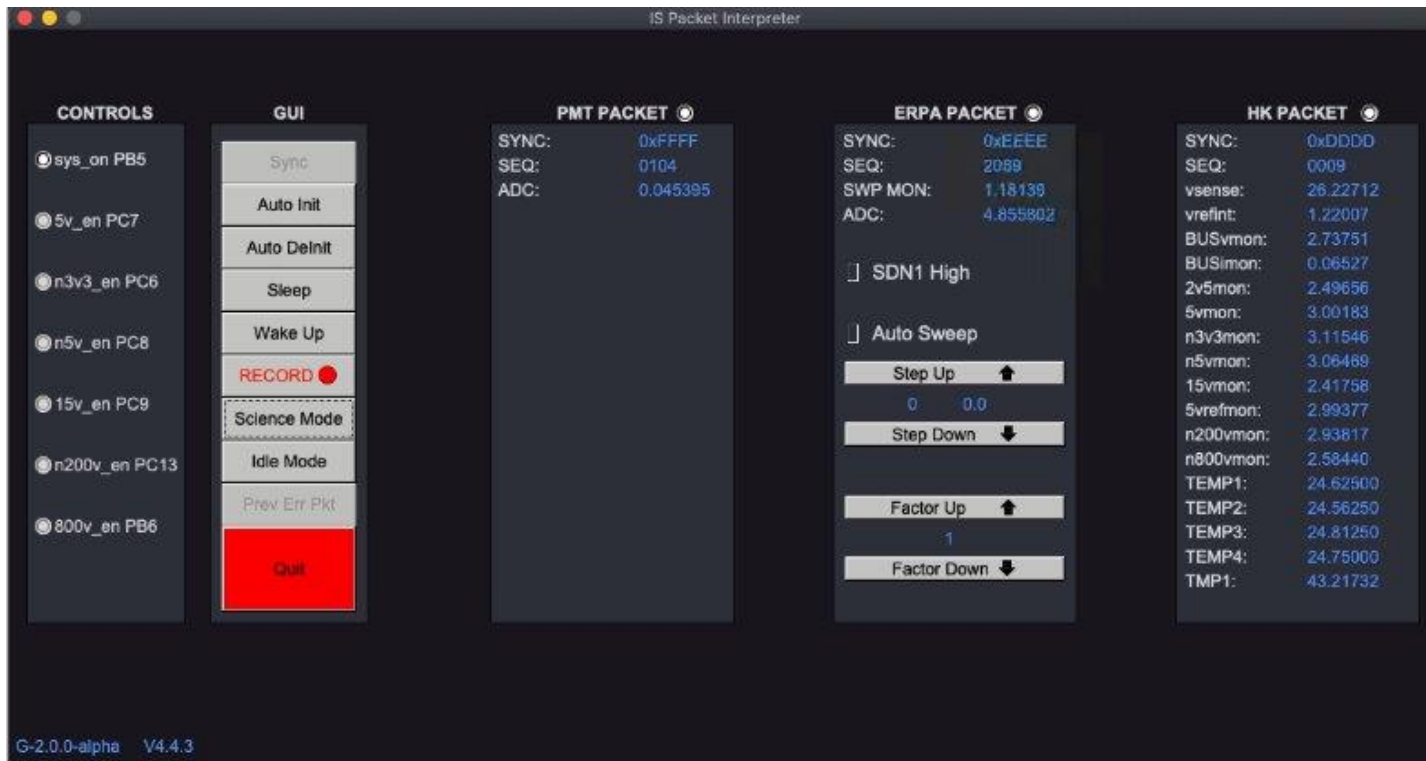 IS Packet Interpreter
CONTROLS
sys_on PB5
5v_en PC7
n3v3_en PC6
n5v_en PC8
15v_en PC9
n200v_en PC13
800v_en PB6
GUI
Sync
Auto Init
Auto DeInit
Sleep
Wake Up
RECORD
Science Mode
Idle Mode
Prev Err Pkt
Quit
PMT PACKET
SYNC: 0xFFFF
SEQ: 0104
ADC: 0.045395
ERPA PACKET
SYNC: 0xEEEE
SEQ: 2089
SWP MON: 1.18139
ADC: 4.855802
SDN1 High
Auto Sweep
Step Up
0 0.0
Step Down
Factor Up
1
Factor Down
HK PACKET
SYNC: 0xDDDD
SEQ: 0009
vsense: 26.22712
vrefint: 1.22007
BUSvmon: 2.73751
BUSimon: 0.06527
2v5mon: 2.49656
5vmon: 3.00183
n3v3mon: 3.11546
n5vmon: 3.06469
15vmon: 2.41758
5vrefmon: 2.99377
n200vmon: 2.93817
n800vmon: 2.58440
TEMP1: 24.62500
TEMP2: 24.56250
TEMP3: 24.81250
TEMP4: 24.75000
TMP1: 43.21732
G-2.0.0-alpha V4.4.3